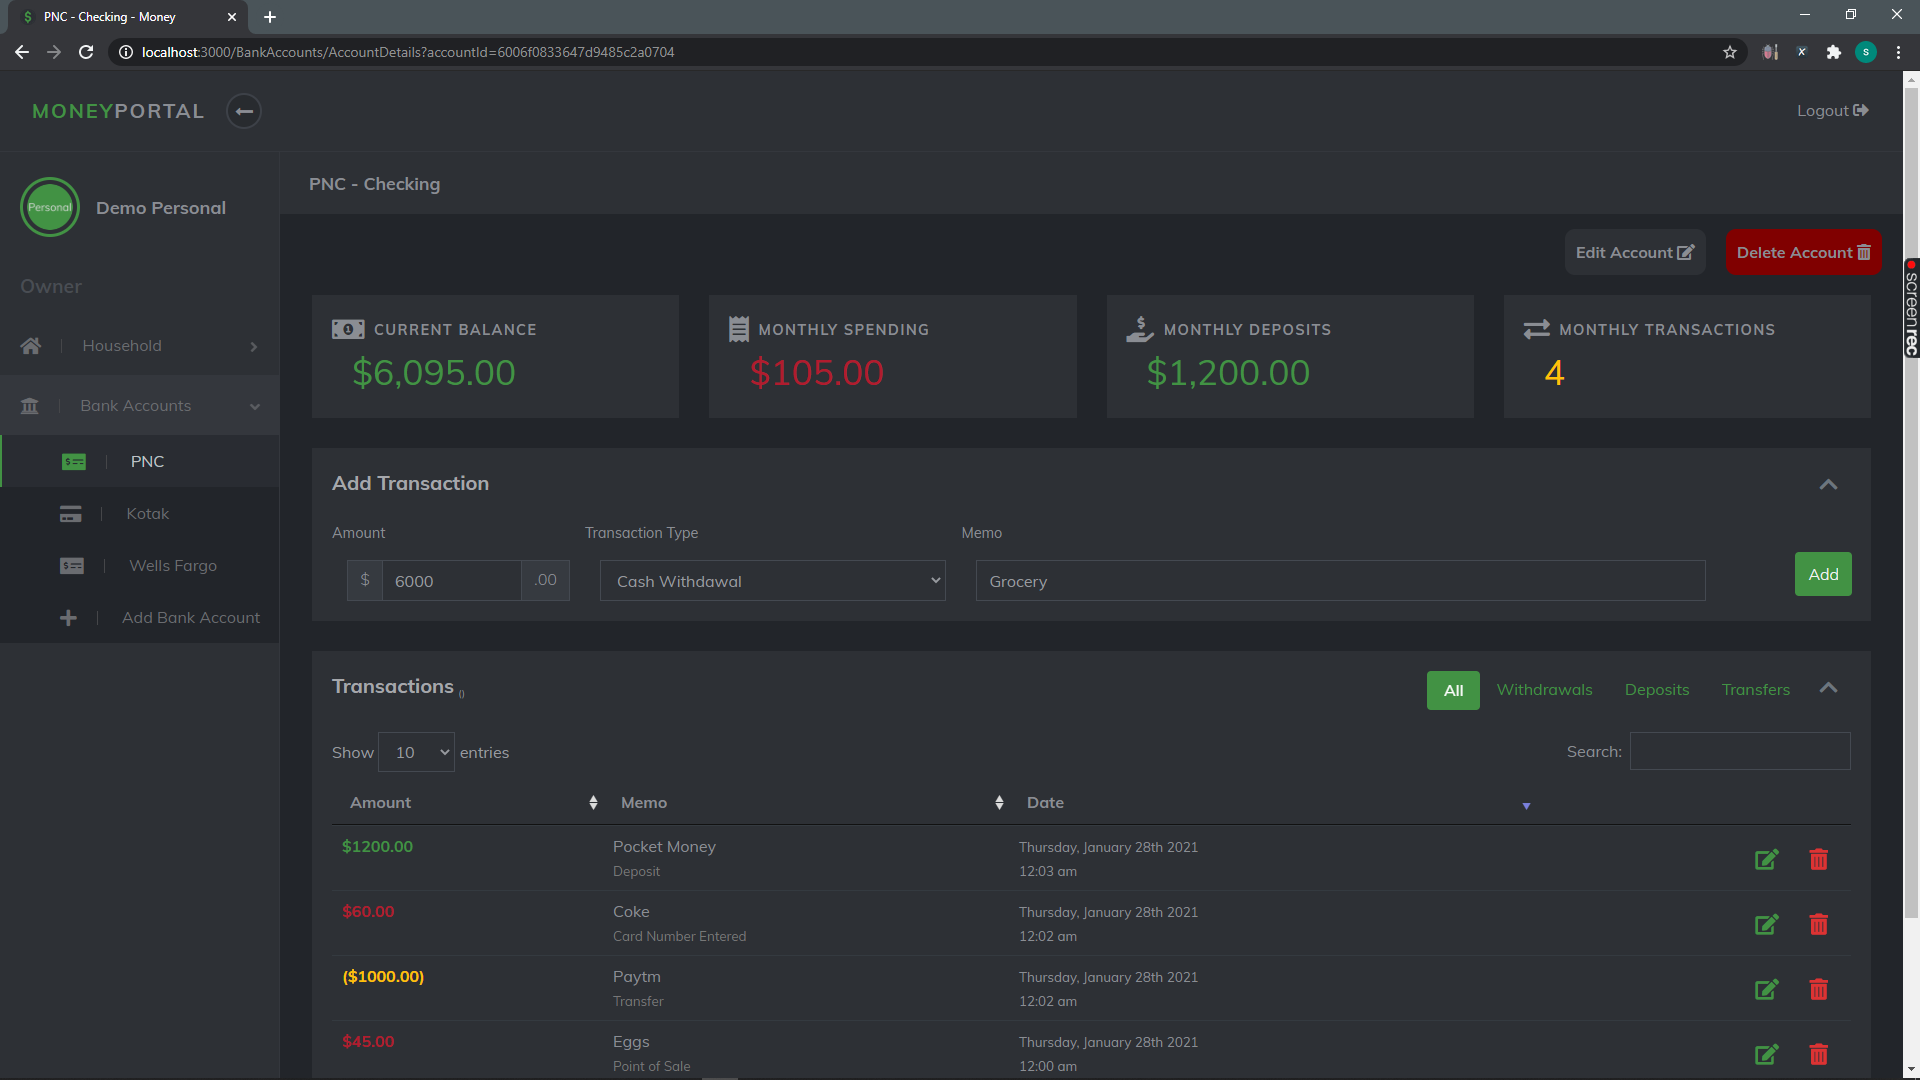 PNC - Checking - Money
localhost:3000/BankAccounts/AccountDetails?accountId=6006f0833647d9485c2a0704
S
MONEYPORTAL
Logout
Personal
Demo Personal
PNC - Checking
Edit Account
Delete Account
screenrec
Owner
Household
Bank Accounts
PNC
Kotak
Wells Fargo
Add Bank Account
CURRENT BALANCE
$6,095.00
MONTHLY SPENDING
$105.00
MONTHLY DEPOSITS
$1,200.00
MONTHLY TRANSACTIONS
4
Add Transaction
Amount
Transaction Type
Memo
$ 6000 .00
Cash Withdawal
Grocery
Add
Transactions ()
All
Withdrawals
Deposits
Transfers
Show 10 entries
Search:
Amount
Memo
Date
$1200.00
Pocket Money
Deposit
Thursday, January 28th 2021
12:03 am
$60.00
Coke
Card Number Entered
Thursday, January 28th 2021
12:02 am
($1000.00)
Paytm
Transfer
Thursday, January 28th 2021
12:02 am
$45.00
Eggs
Point of Sale
Thursday, January 28th 2021
12:00 am